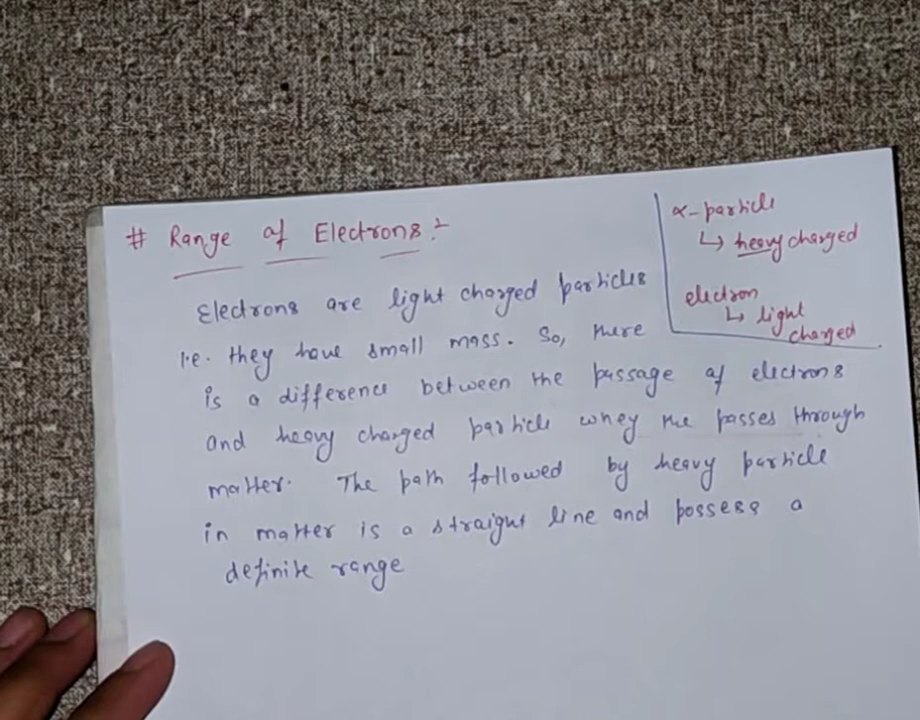 # Range of Electrons :-
α-particle
↳ heavy charged
electron
↳ light
charged
Electrons are light charged particles
i.e. they have small mass. So, there
is a difference between the passage of electrons
and heavy charged particle whey the passes through
matter. The path followed by heavy particle
in matter is a straight line and possess a
definite range